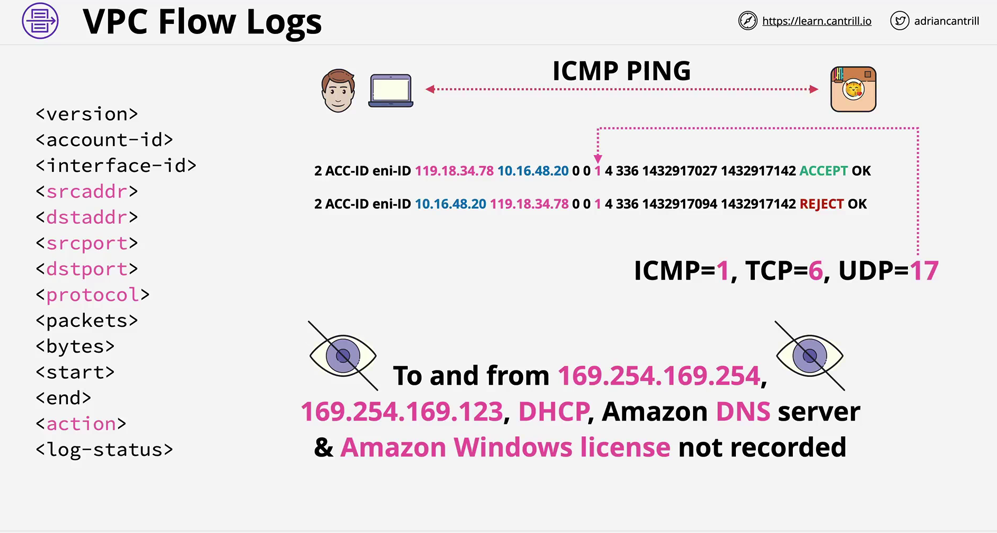 VPC Flow Logs
https://learn.cantrill.io
adriancantrill
ICMP PING
<version>
<account-id>
<interface-id>
<srcaddr>
<dstaddr>
<srcport>
<dstport>
<protocol>
<packets>
<bytes>
<start>
<end>
<action>
<log-status>
2 ACC-ID eni-ID 119.18.34.78 10.16.48.20 0 0 1 4 336 1432917027 1432917142 ACCEPT OK
2 ACC-ID eni-ID 10.16.48.20 119.18.34.78 0 0 1 4 336 1432917094 1432917142 REJECT OK
ICMP=1, TCP=6, UDP=17
To and from 169.254.169.254,
169.254.169.123, DHCP, Amazon DNS server
& Amazon Windows license not recorded